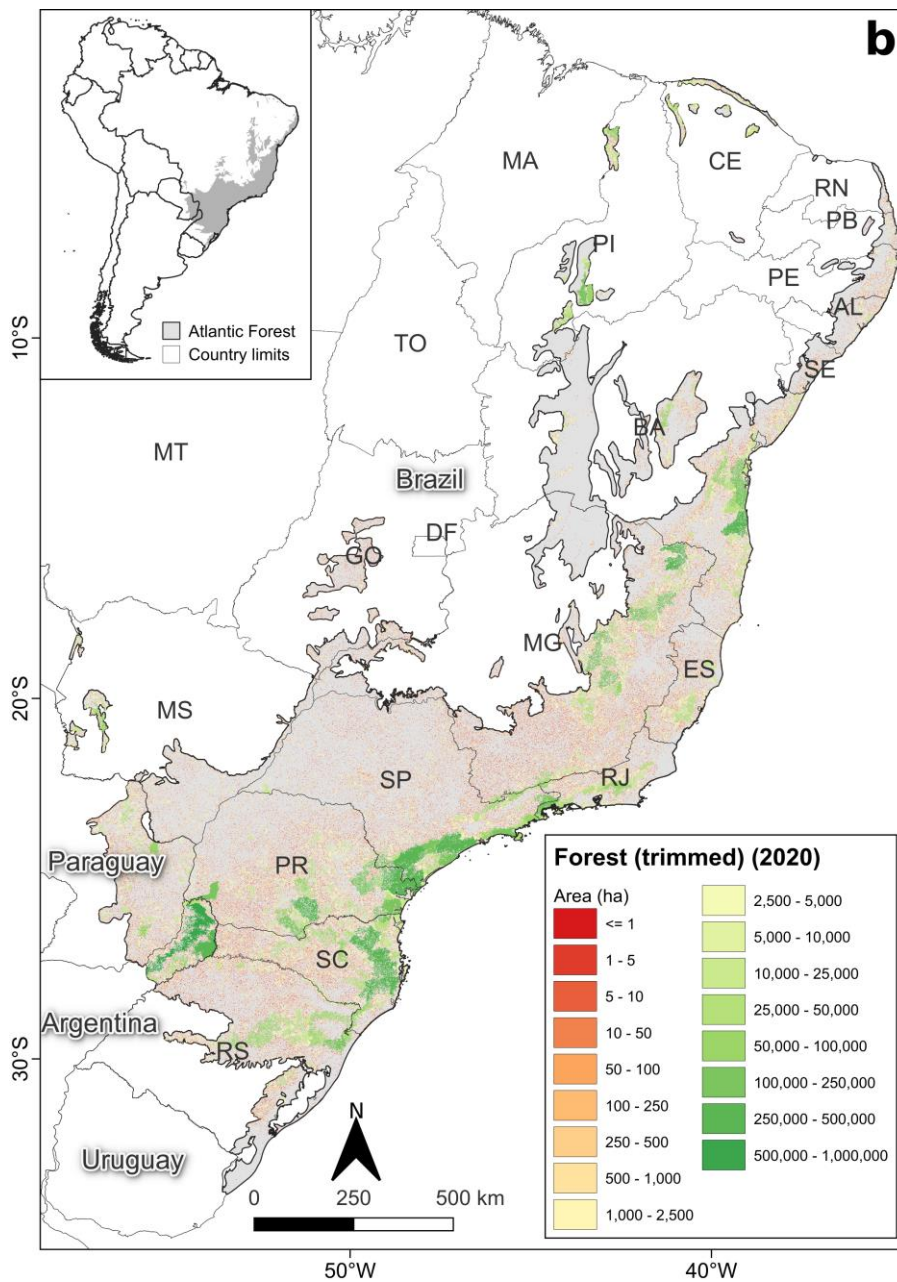 b
Atlantic Forest
Country limits
MA
CE
RN
PB
PI
PE
AL
10°S
TO
SE
BA
MT
Brazil
DF
GO
MG
ES
20°S
MS
SP
RJ
Paraguay
PR
SC
Argentina
RS
30°S
Uruguay
N
0 250 500 km
50°W
40°W
Forest (trimmed) (2020)
Area (ha)
<= 1
1 - 5
5 - 10
10 - 50
50 - 100
100 - 250
250 - 500
500 - 1,000
1,000 - 2,500
2,500 - 5,000
5,000 - 10,000
10,000 - 25,000
25,000 - 50,000
50,000 - 100,000
100,000 - 250,000
250,000 - 500,000
500,000 - 1,000,000